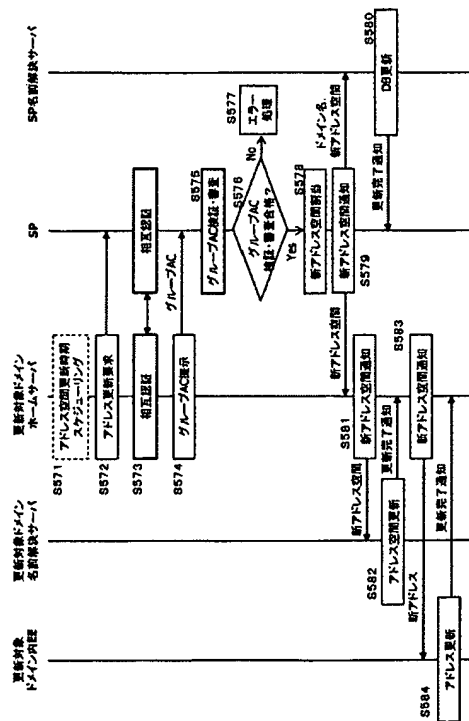 更新対象
ドメイン内EE
更新対象ドメイン
名前解決サーバ
更新対象ドメイン
ホームサーバ
SP
SP名前解決サーバ
S571
アドレス空間更新時期
スケジューリング
S572
アドレス更新要求
S573
相互認証
相互認証
S574
グループAC提示
グループAC
S575
グループAC検証・審査
S576
グループAC
検証・審査合格?
No
S577
エラー
処理
Yes
S578
新アドレス空間割当
新アドレス空間通知
S579
新アドレス空間
ドメイン名,
新アドレス空間
S580
DB更新
更新完了通知
S581
新アドレス空間通知
新アドレス空間
S582
アドレス空間更新
更新完了通知
S583
新アドレス空間通知
新アドレス
S584
アドレス更新
更新完了通知